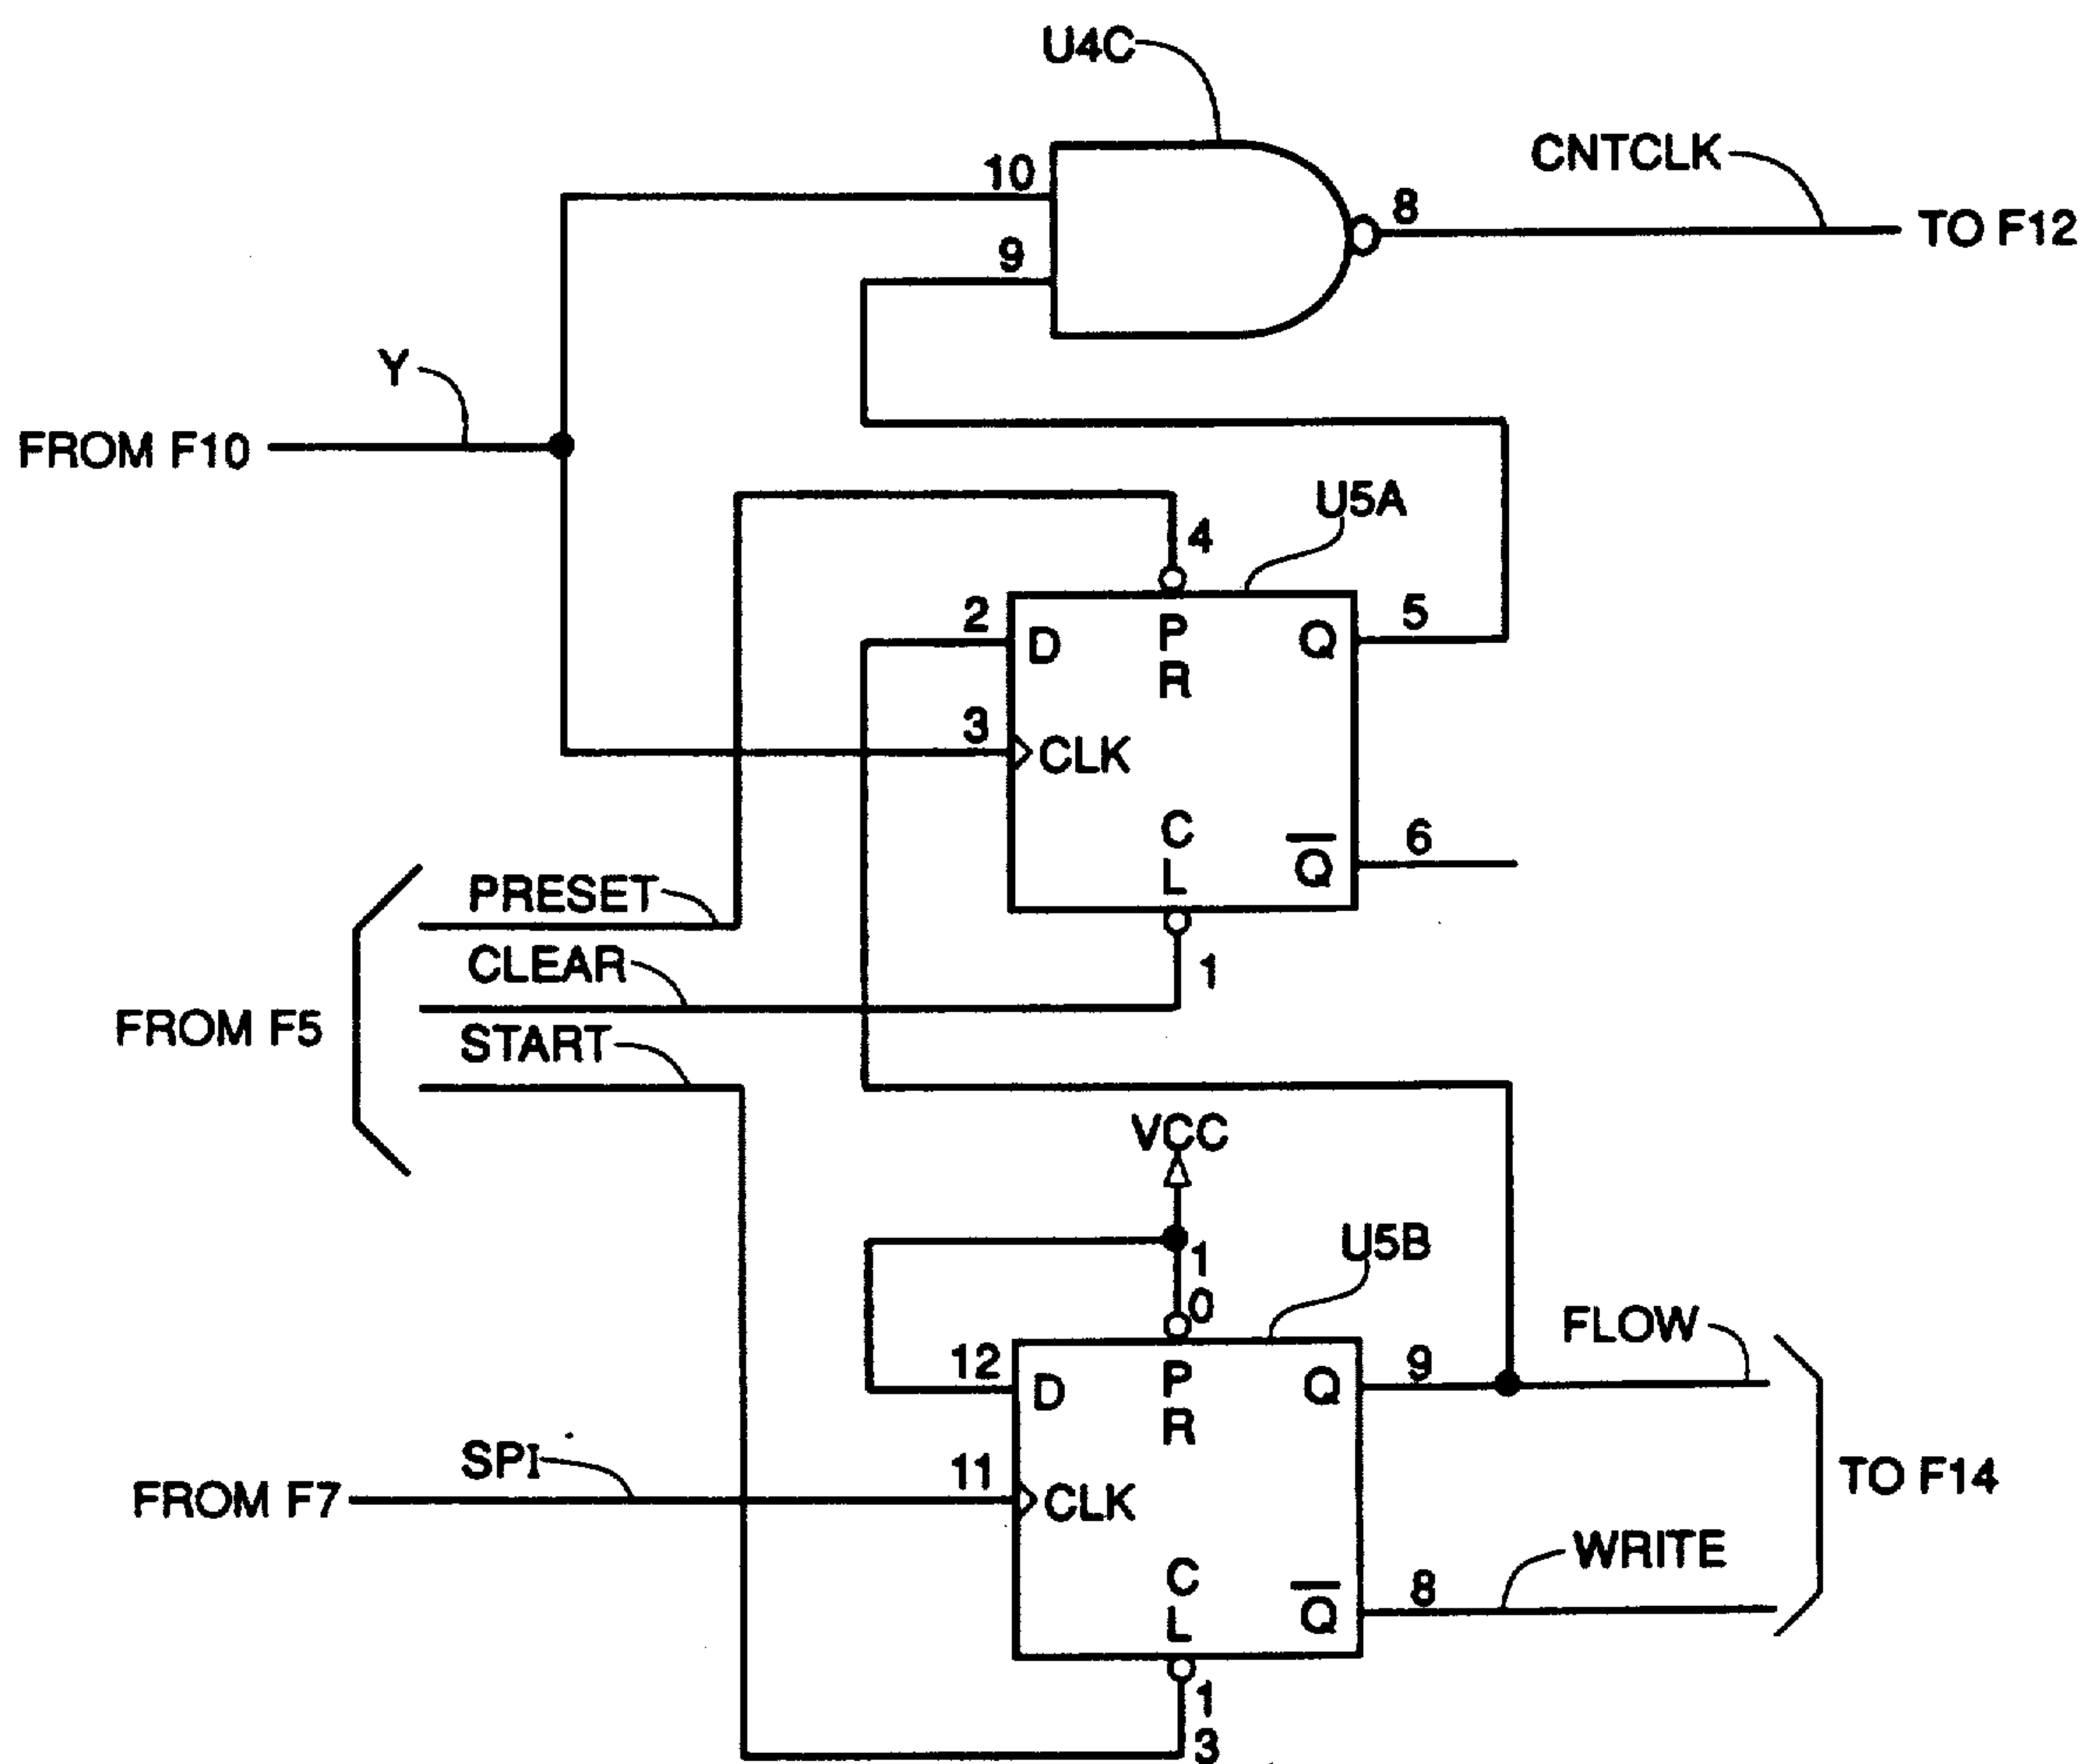 U4C
10
9
8
CNTCLK
TO F12
Y
FROM F10
U5A
4
2
D
P
R
Q
5
3
CLK
C
L
Q
6
1
PRESET
CLEAR
START
FROM F5
VCC
1
0
U5B
12
D
P
R
Q
9
FLOW
SPI
FROM F7
11
CLK
C
L
Q
8
WRITE
TO F14
1
3